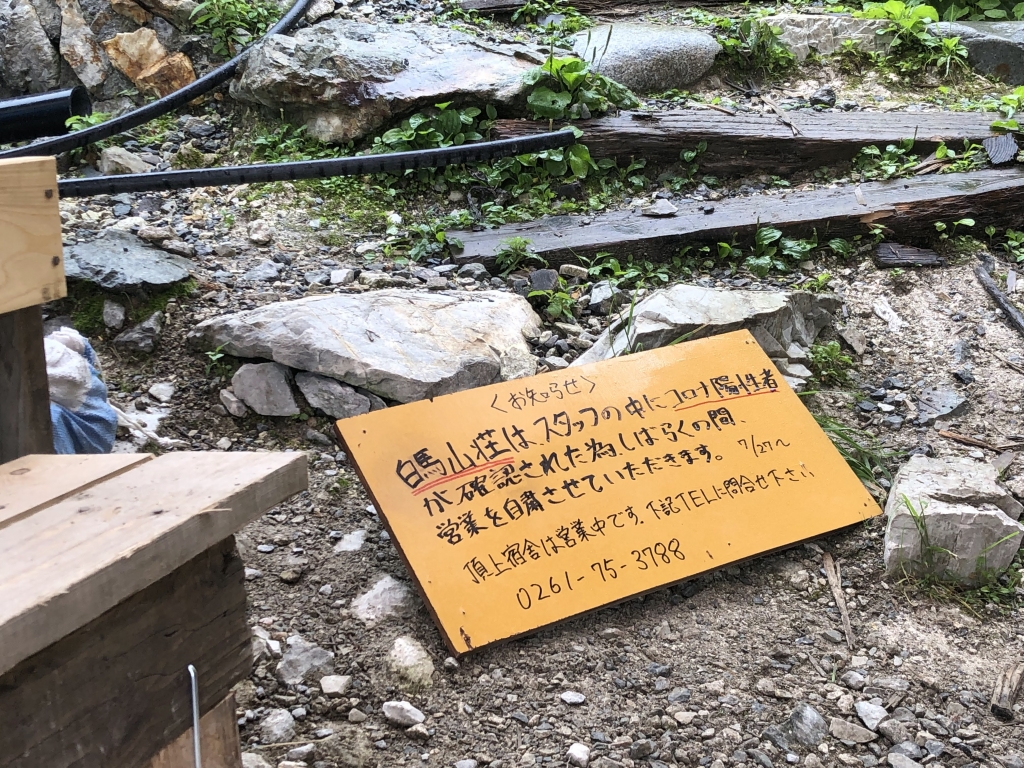 〈お知らせ〉
白馬山荘は、スタッフの中にコロナ陽性者
が確認された為、しばらくの間、
営業を自粛させていただきます。 7/27〜
頂上宿舎は営業中です。下記TELに問合せ下さい
0261-75-3788